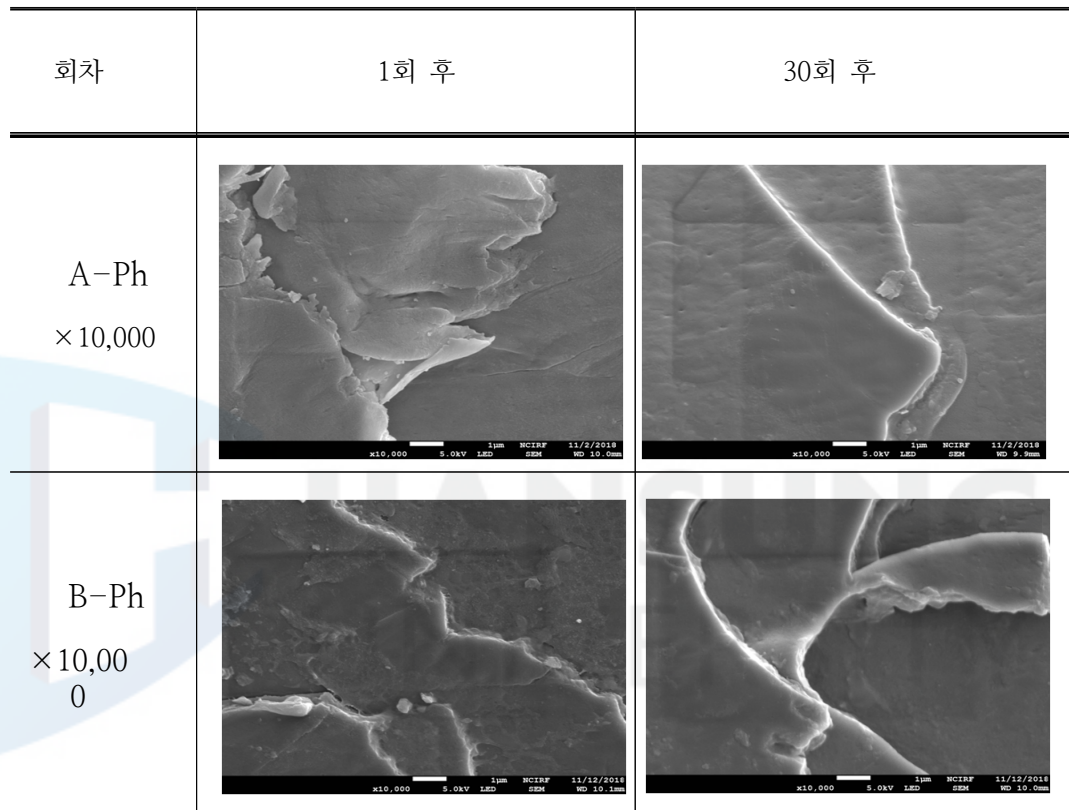 회차 1회 후 30회 후
A-Ph
×10,000
1μm NCIRF 11/2/2018
x10,000 5.0kV LED SEM WD 10.0mm
1μm NCIRF 11/2/2018
x10,000 5.0kV LED SEM WD 9.9mm
B-Ph
×10,00
0
1μm NCIRF 11/12/2018
x10,000 5.0kV LED SEM WD 10.1mm
1μm NCIRF 11/12/2018
x10,000 5.0kV LED SEM WD 10.0mm